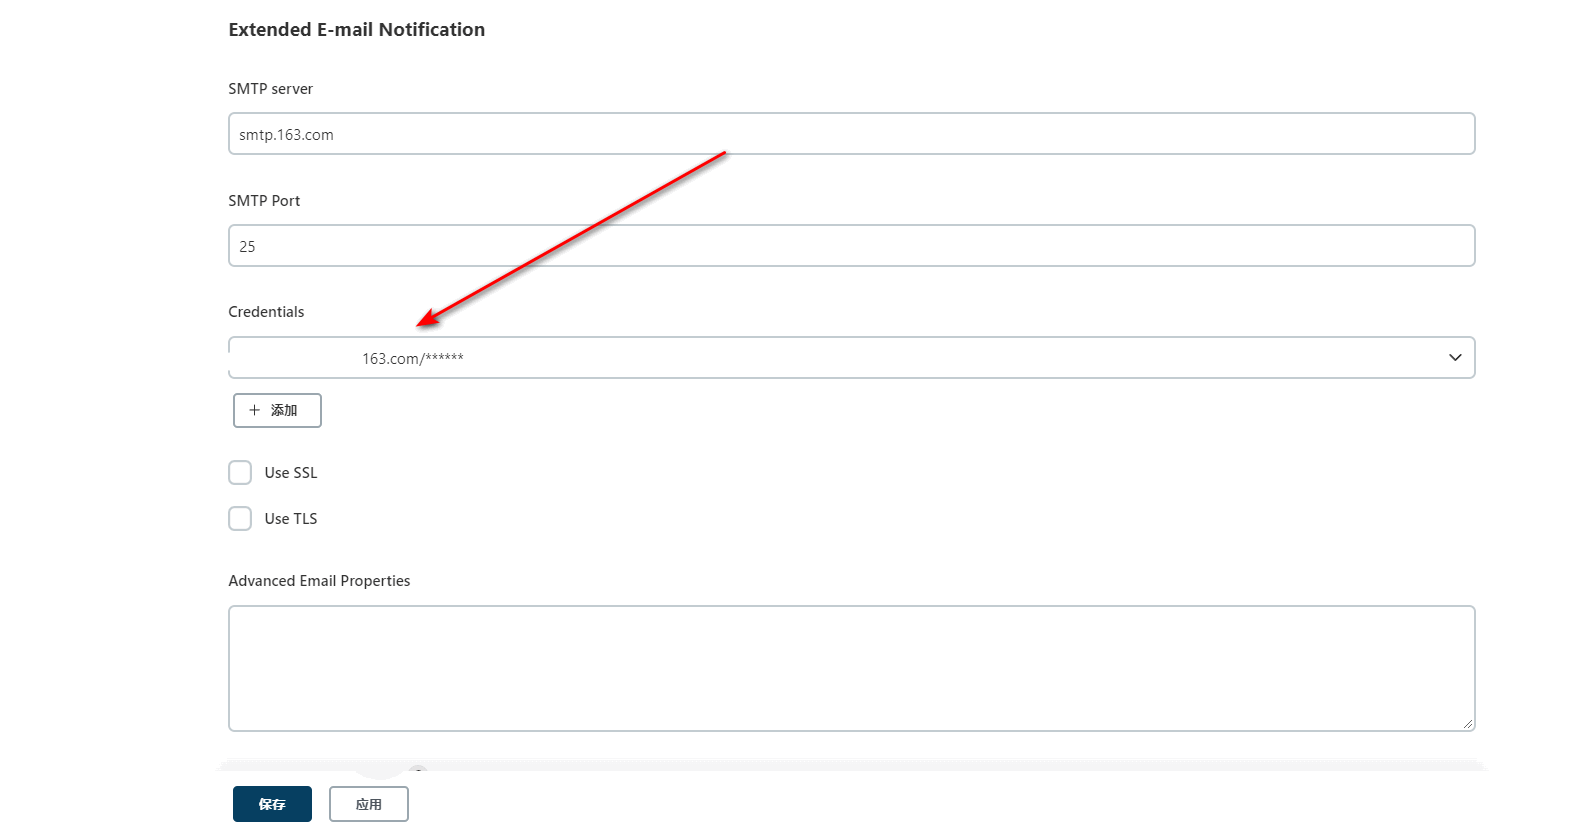 Extended E-mail Notification
SMTP server
smtp.163.com
SMTP Port
25
Credentials
163.com/******
+ 添加
Use SSL
Use TLS
Advanced Email Properties
保存
应用